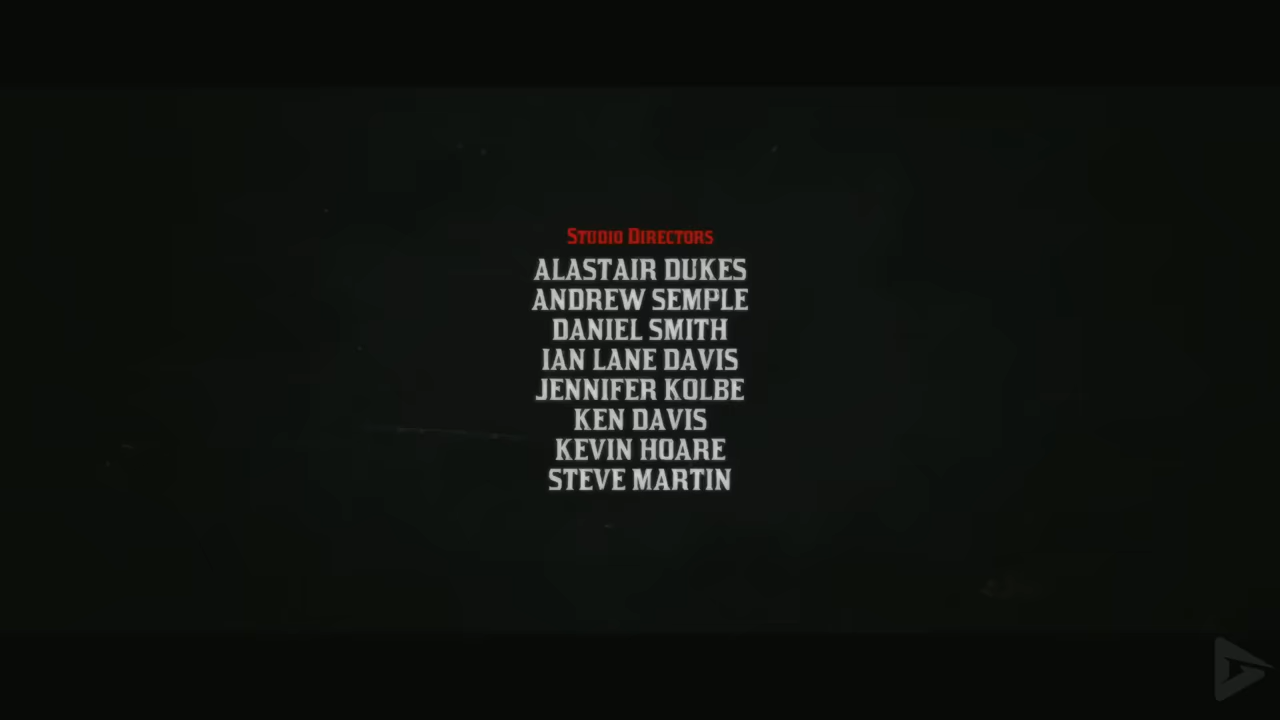 Studio Directors
ALASTAIR DUKES
ANDREW SEMPLE
DANIEL SMITH
IAN LANE DAVIS
JENNIFER KOLBE
KEN DAVIS
KEVIN HOARE
STEVE MARTIN